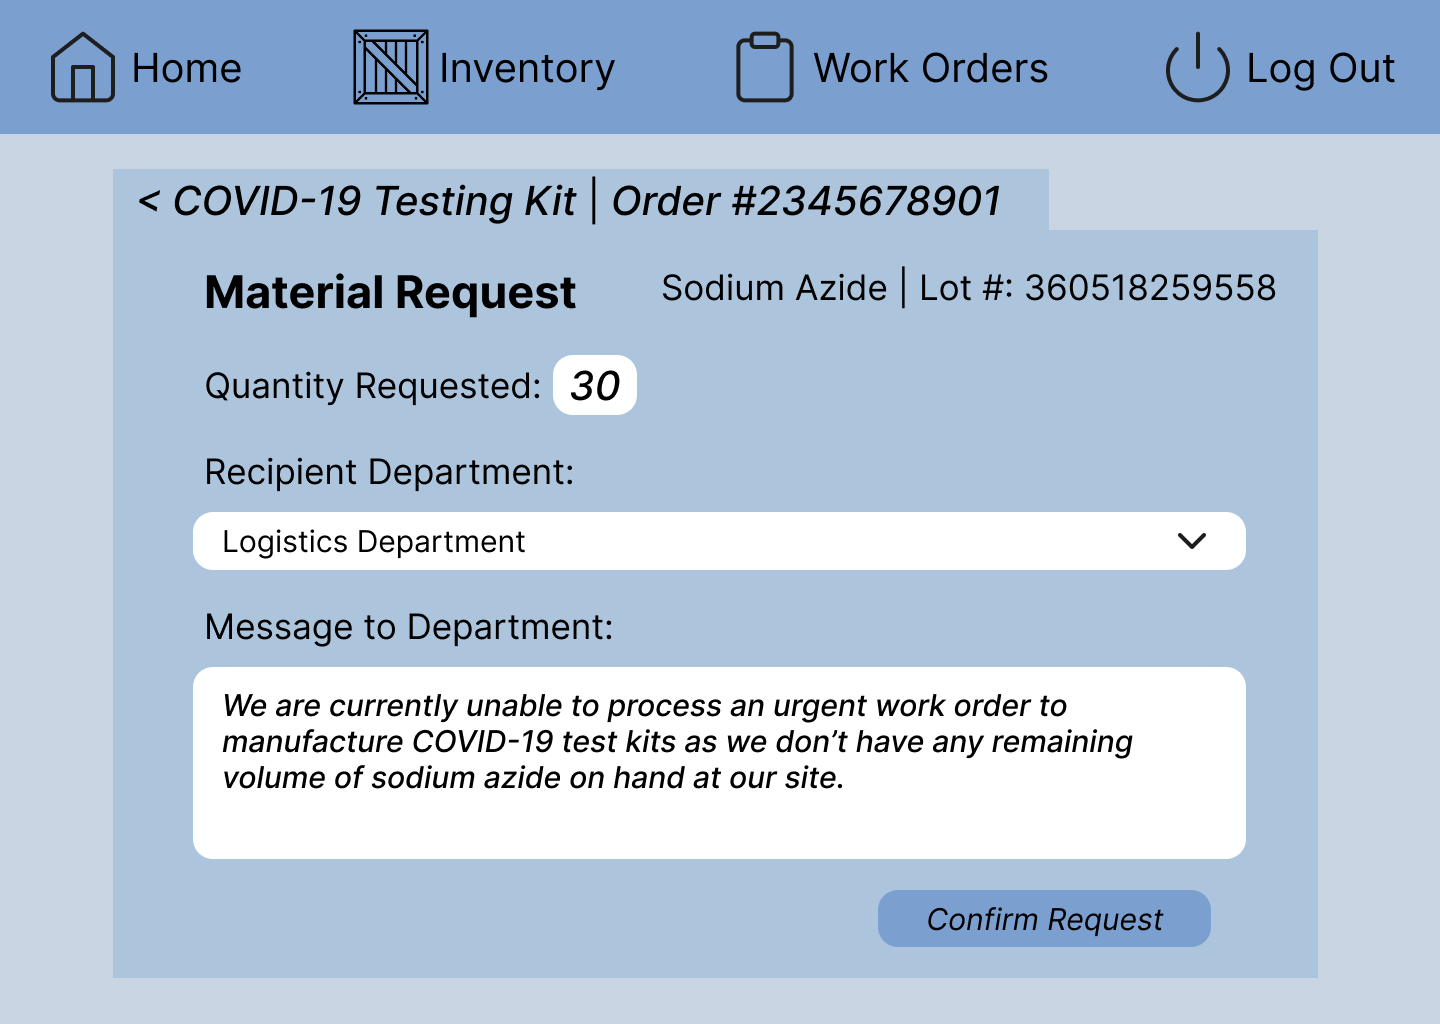 Home
Inventory
Work Orders
Log Out
< COVID-19 Testing Kit | Order #2345678901
Material Request
Sodium Azide | Lot #: 360518259558
Quantity Requested: 30
Recipient Department:
Logistics Department
Message to Department:
We are currently unable to process an urgent work order to
manufacture COVID-19 test kits as we don’t have any remaining
volume of sodium azide on hand at our site.
Confirm Request